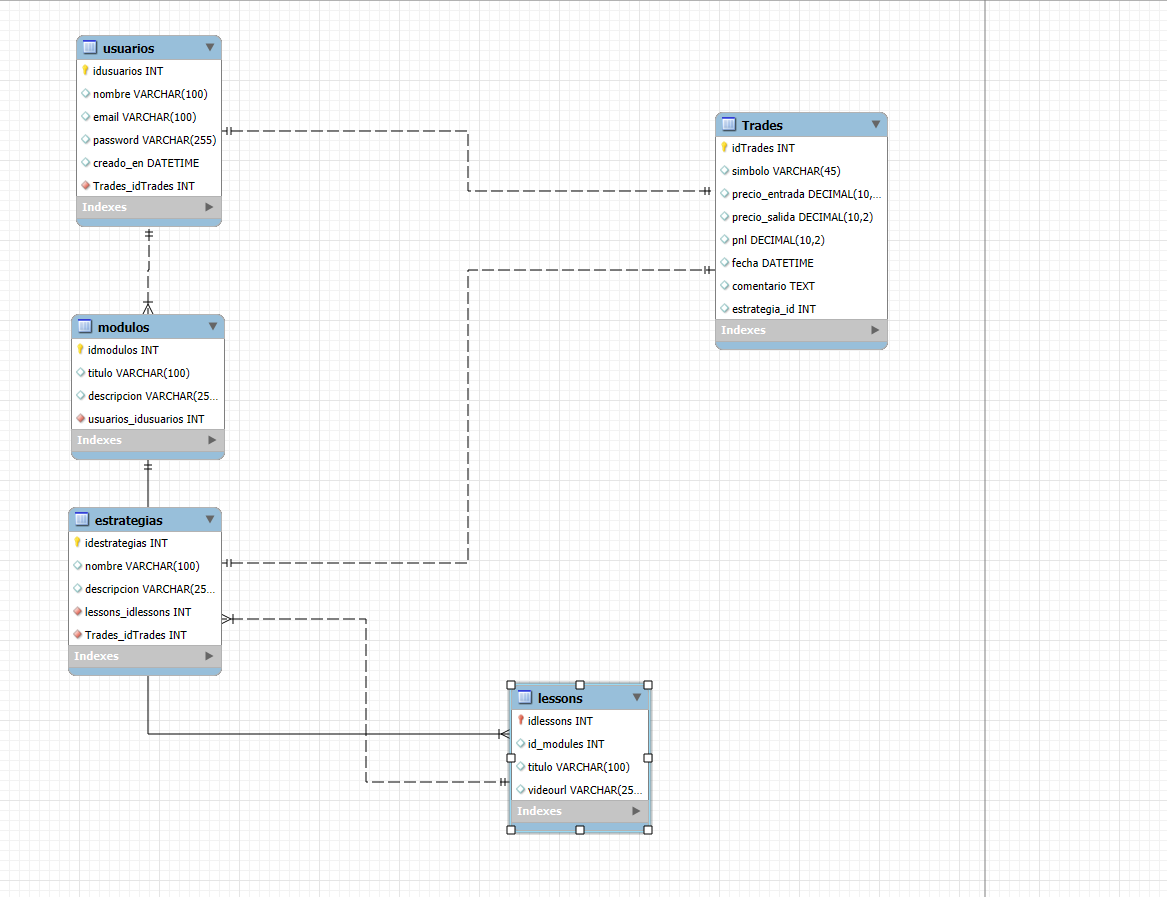 usuarios
idusuarios INT
nombre VARCHAR(100)
email VARCHAR(100)
password VARCHAR(255)
creado_en DATETIME
Trades_idTrades INT
Indexes
Trades
idTrades INT
simbolo VARCHAR(45)
precio_entrada DECIMAL(10,...
precio_salida DECIMAL(10,2)
pnl DECIMAL(10,2)
fecha DATETIME
comentario TEXT
estrategia_id INT
Indexes
modulos
idmodulos INT
titulo VARCHAR(100)
descripcion VARCHAR(25...
usuarios_idusuarios INT
Indexes
estrategias
idestrategias INT
nombre VARCHAR(100)
descripcion VARCHAR(25...
lessons_idlessons INT
Trades_idTrades INT
Indexes
lessons
idlessons INT
id_modules INT
titulo VARCHAR(100)
videourl VARCHAR(25...
Indexes